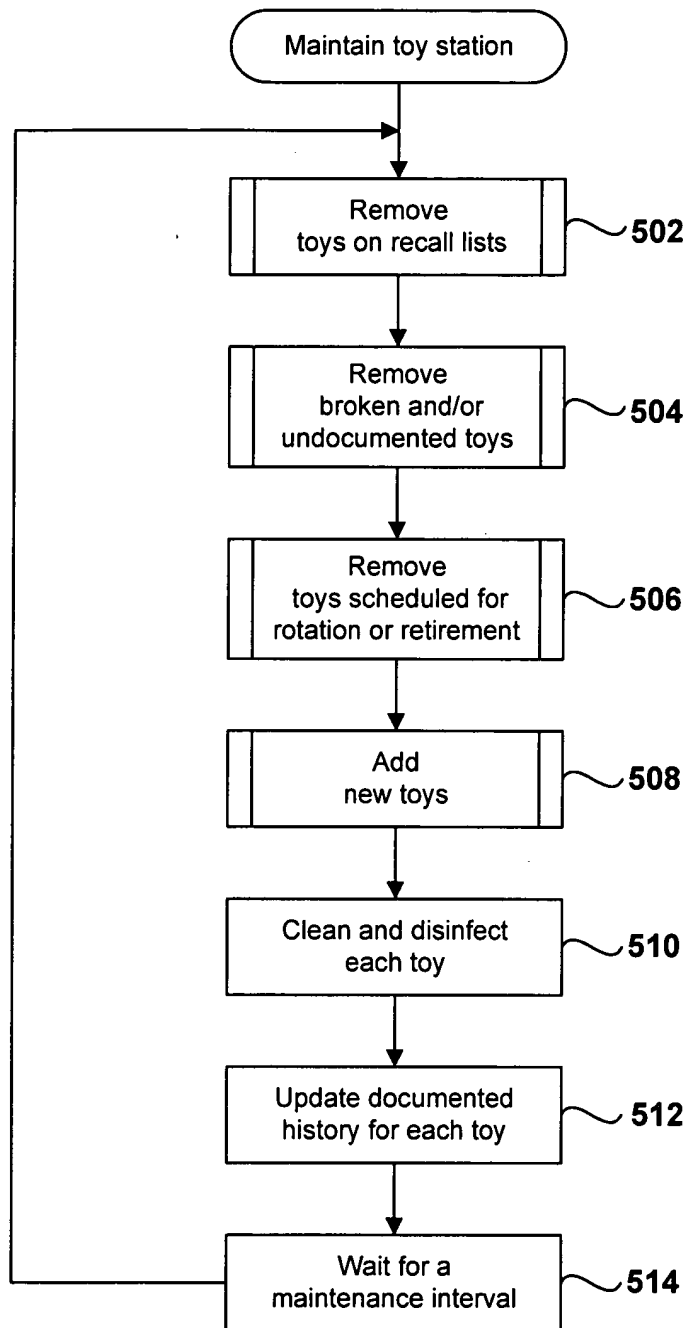 Maintain toy station
Remove
toys on recall lists
502
Remove
broken and/or
undocumented toys
504
Remove
toys scheduled for
rotation or retirement
506
Add
new toys
508
Clean and disinfect
each toy
510
Update documented
history for each toy
512
Wait for a
maintenance interval
514